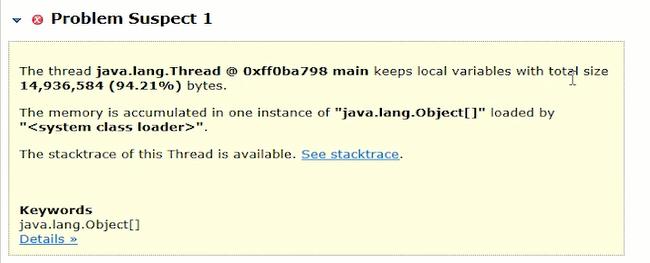 Problem Suspect 1
The thread java.lang.Thread @ 0xff0ba798 main keeps local variables with total size
14,936,584 (94.21%) bytes.
The memory is accumulated in one instance of "java.lang.Object[]" loaded by
"<system class loader>".
The stacktrace of this Thread is available. See stacktrace.
Keywords
java.lang.Object[]
Details »